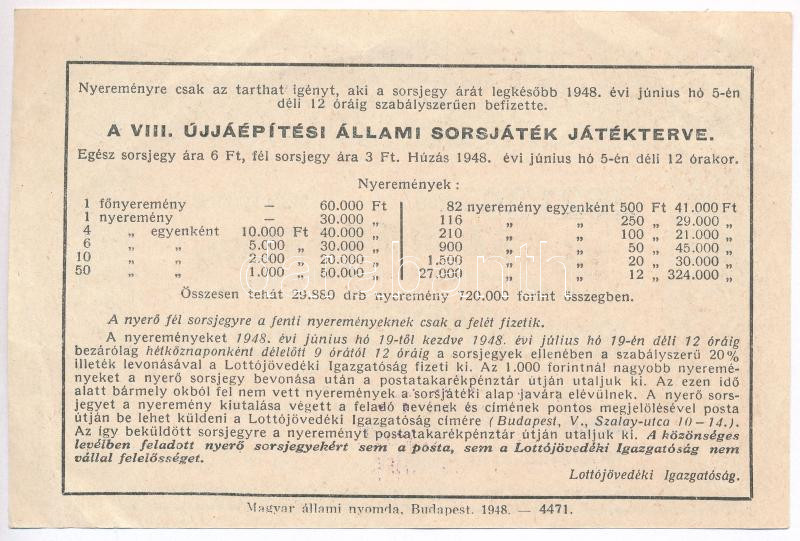 Nyereményre csak az tarthat igényt, aki a sorsjegy árát legkésőbb 1948. évi június hó 5-én
déli 12 óráig szabályszerűen befizette.
A VIII. ÚJJÁÉPÍTÉSI ÁLLAMI SORSJÁTÉK JÁTÉKTERVE.
Egész sorsjegy ára 6 Ft, fél sorsjegy ára 3 Ft. Húzás 1948. évi június hó 5-én déli 12 órakor.
Nyeremények :
1 főnyeremény — 60.000 Ft
1 nyeremény — 30.000 „
4 „ egyenként 10.000 Ft 40.000 „
6 „ „ 5.000 „ 30.000 „
10 „ „ 2.000 „ 20.000 „
50 „ „ 1.000 „ 50.000 „
82 nyeremény egyenként 500 Ft 41.000 Ft
116 „ „ 250 „ 29.000 „
210 „ „ 100 „ 21.000 „
900 „ „ 50 „ 45.000 „
1.500 „ „ 20 „ 30.000 „
27.000 „ „ 12 „ 324.000 „
Összesen tehát 29.880 drb nyeremény 720.000 forint összegben.
A nyerő fél sorsjegyre a fenti nyereményeknek csak a felét fizetik.
A nyereményeket 1948. évi június hó 19-től kezdve 1948. évi július hó 19-én déli 12 óráig
bezárólag hétköznaponként délelőtt 9 órától 12 óráig a sorsjegyek ellenében a szabályszerű 20%
illeték levonásával a Lottójövedéki Igazgatóság fizeti ki. Az 1.000 forintnál nagyobb nyeremé-
nyeket a nyerő sorsjegy bevonása után a postatakarékpénztár útján utaljuk ki. Az ezen idő
alatt bármely okból fel nem vett nyeremények a sorsjátéki alap javára elévülnek. A nyerő sors-
jegyet a nyeremény kiutalása végett a feladó nevének és címének pontos megjelölésével posta
útján be lehet küldeni a Lottójövedéki Igazgatóság címére (Budapest, V., Szalay-utca 10—14.).
Az így beküldött sorsjegyre a nyereményt postatakarékpénztár útján utaljuk ki. A közönséges
levélben feladott nyerő sorsjegyekért sem a posta, sem a Lottójövedéki Igazgatóság nem
vállal felelősséget.
Lottójövedéki Igazgatóság.
Magyar állami nyomda, Budapest. 1948. — 4471.
darabanth